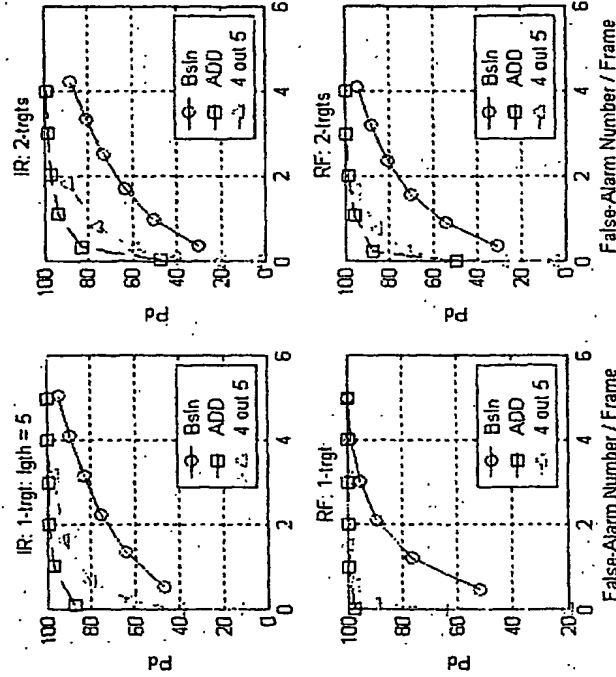 IR: 1-trgt: lgth = 5
Pd
100
80
60
40
20
0
0
2
4
6
Bsln
ADD
4 out 5
IR: 2-trgts
Pd
100
80
60
40
20
0
0
2
4
6
Bsln
ADD
4 out 5
RF: 1-trgt
Pd
100
80
60
40
20
0
2
4
6
False-Alarm Number / Frame
Bsln
ADD
4 out 5
RF: 2-trgts
Pd
100
80
60
40
20
0
0
2
4
6
False-Alarm Number / Frame
Bsln
ADD
4 out 5